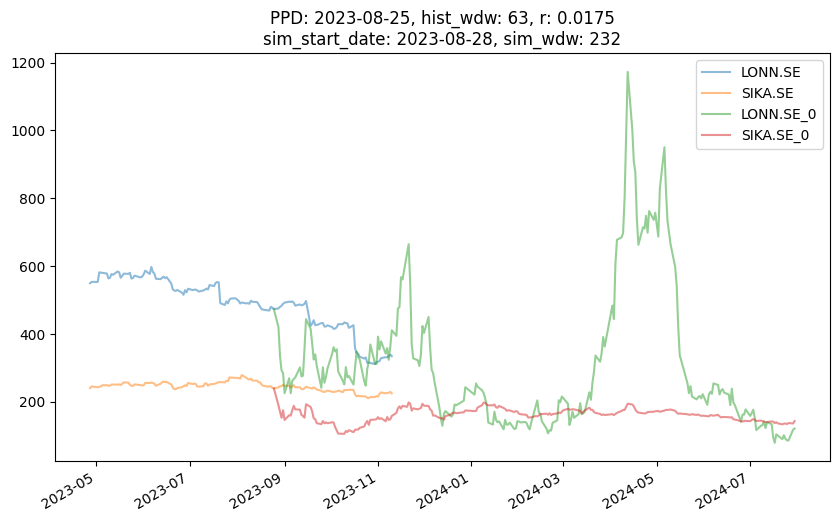 PPD: 2023-08-25, hist_wdw: 63, r: 0.0175
sim_start_date: 2023-08-28, sim_wdw: 232
1200
1000
800
600
400
200
LONN.SE
SIKA.SE
LONN.SE_0
SIKA.SE_0
2023-05
2023-07
2023-09
2023-11
2024-01
2024-03
2024-05
2024-07